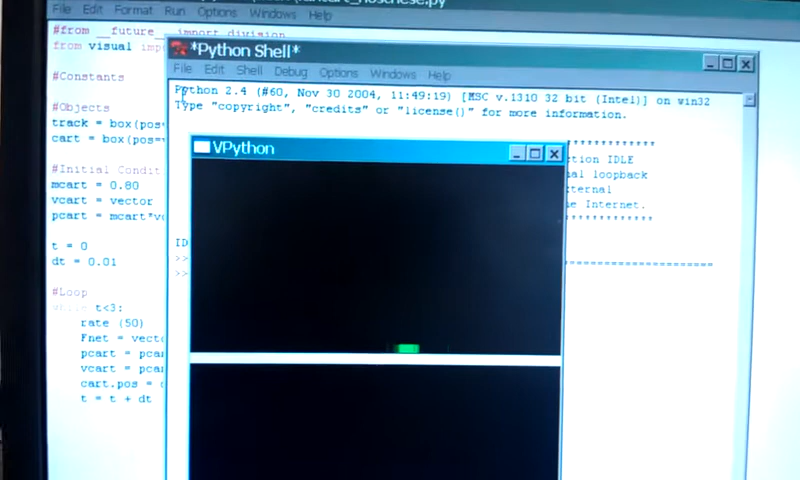 File Edit Format Run Options Windows Help
#from __future__ import division
from visual
#Constants
#Objects
track = box(pos=
cart = box(pos=
#Initial Condit
mcart = 0.80
vcart = vector
pcart = mcart*v
t = 0
dt = 0.01
#Loop
while t<3:
rate (50)
Fnet = vect
pcart = pca
vcart = pca
cart.pos =
t = t + dt
*Python Shell*
File Edit Shell Debug Options Windows Help
Python 2.4 (#60, Nov 30 2004, 11:49:19) [MSC v.1310 32 bit (Intel)] on win32
Type "copyright", "credits" or "license()" for more information.
ction IDLE
al loopback
ternal
e Internet.
ID
>>
>>
VPython